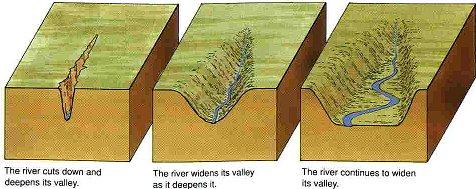 The river cuts down and
deepens its valley.
The river widens its valley
as it deepens it.
The river continues to widen
its valley.